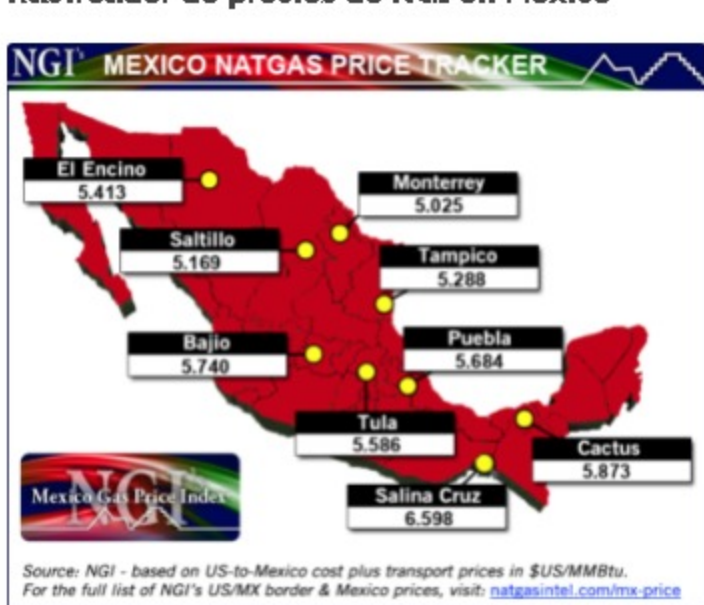 NGI's MEXICO NATGAS PRICE TRACKER
El Encino
5.413
Monterrey
5.025
Saltillo
5.169
Tampico
5.288
Bajio
5.740
Puebla
5.684
Tula
5.586
Cactus
5.873
Salina Cruz
6.598
NGI's
Mexico Gas Price Index
Source: NGI - based on US-to-Mexico cost plus transport prices in $US/MMBtu.
For the full list of NGI's US/MX border & Mexico prices, visit: natgasintel.com/mx-price